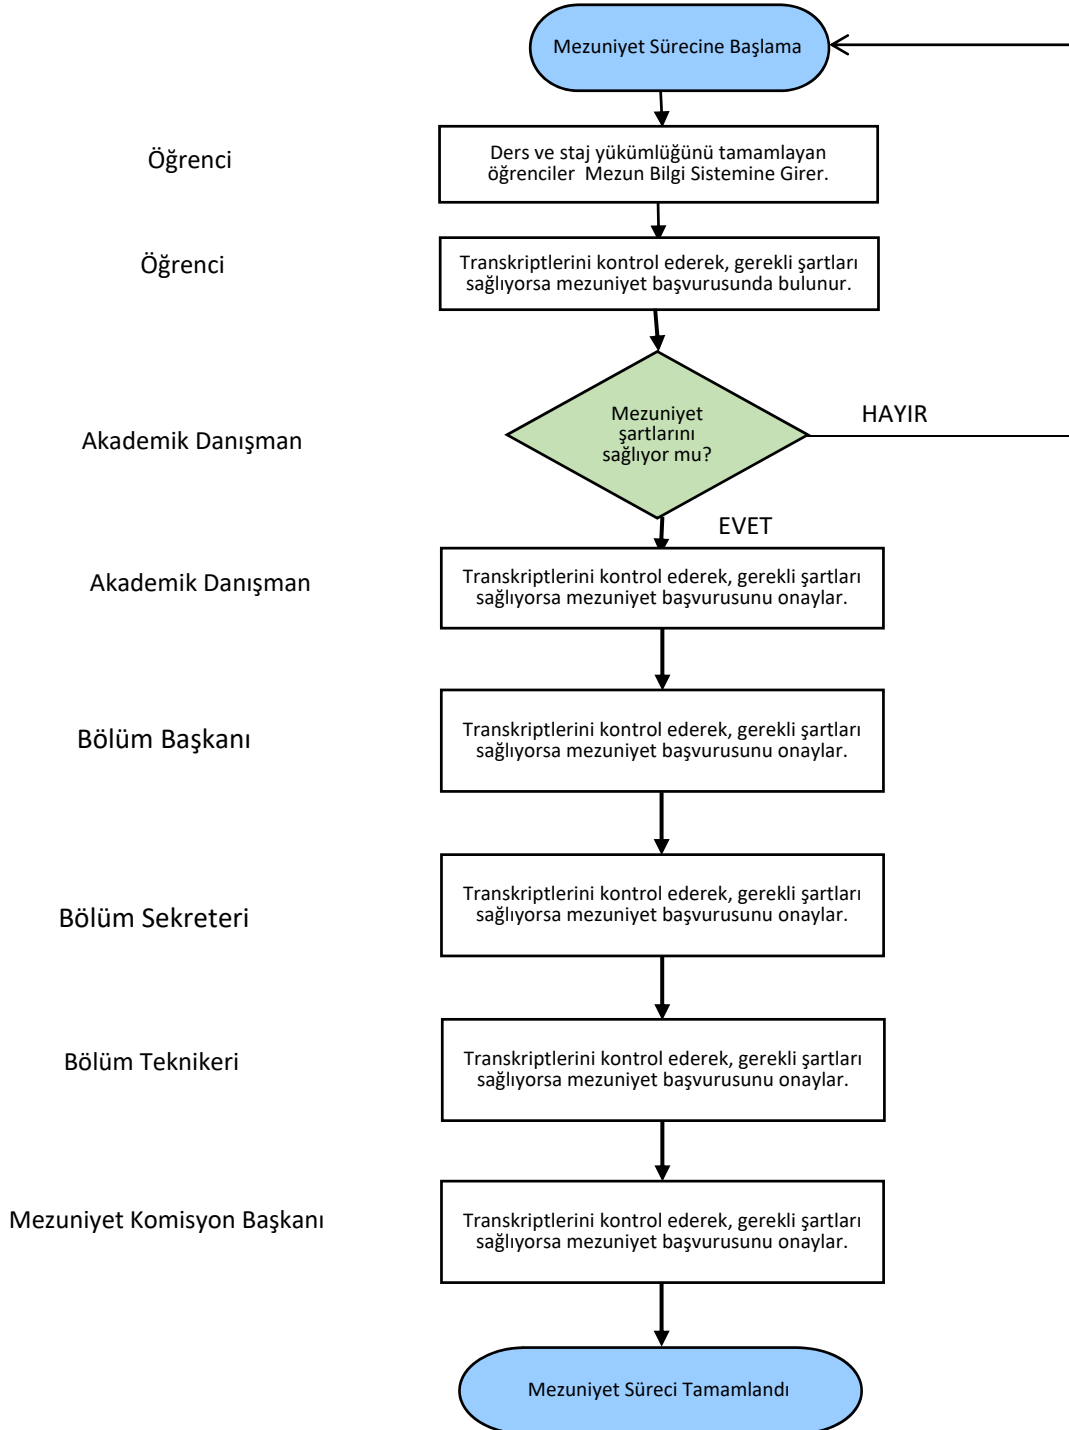 Mezuniyet Sürecine Başlama
Öğrenci
Ders ve staj yükümlüğünü tamamlayan
öğrenciler Mezun Bilgi Sistemine Girer.
Öğrenci
Transkriptlerini kontrol ederek, gerekli şartları
sağlıyorsa mezuniyet başvurusunda bulunur.
Akademik Danışman
Mezuniyet
şartlarını
sağlıyor mu?
HAYIR
EVET
Akademik Danışman
Transkriptlerini kontrol ederek, gerekli şartları
sağlıyorsa mezuniyet başvurusunu onaylar.
Bölüm Başkanı
Transkriptlerini kontrol ederek, gerekli şartları
sağlıyorsa mezuniyet başvurusunu onaylar.
Bölüm Sekreteri
Transkriptlerini kontrol ederek, gerekli şartları
sağlıyorsa mezuniyet başvurusunu onaylar.
Bölüm Teknikeri
Transkriptlerini kontrol ederek, gerekli şartları
sağlıyorsa mezuniyet başvurusunu onaylar.
Mezuniyet Komisyon Başkanı
Transkriptlerini kontrol ederek, gerekli şartları
sağlıyorsa mezuniyet başvurusunu onaylar.
Mezuniyet Süreci Tamamlandı